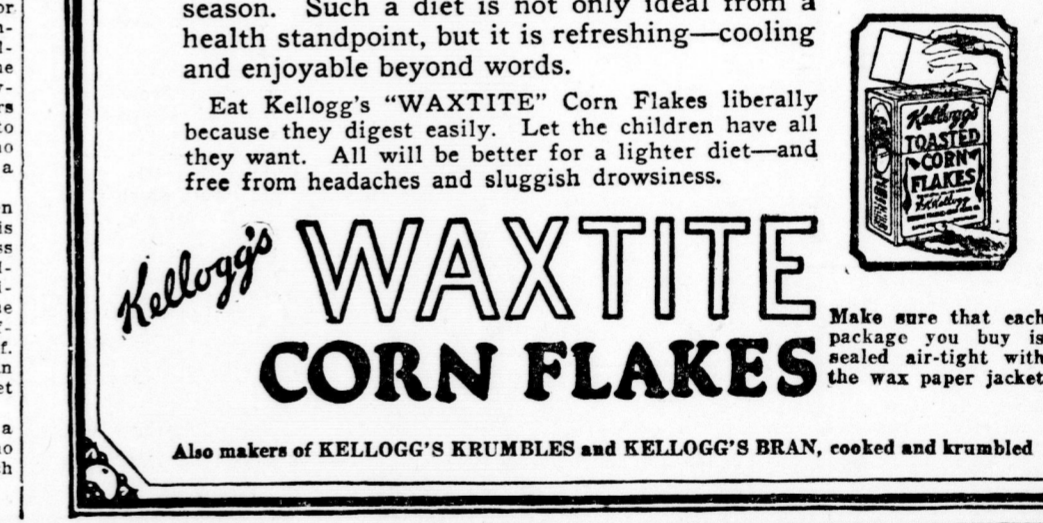 season. Such a diet is not only ideal from a
health standpoint, but it is refreshing—cooling
and enjoyable beyond words.
Eat Kellogg's "WAXTITE" Corn Flakes liberally
because they digest easily. Let the children have all
they want. All will be better for a lighter diet—and
free from headaches and sluggish drowsiness.
Kellogg's WAXTITE
CORN FLAKES
Kellogg's
TOASTED
CORN
FLAKES
Make sure that each
package you buy is
sealed air-tight with
the wax paper jacket
Also makers of KELLOGG'S KRUMBLES and KELLOGG'S BRAN, cooked and krumbled